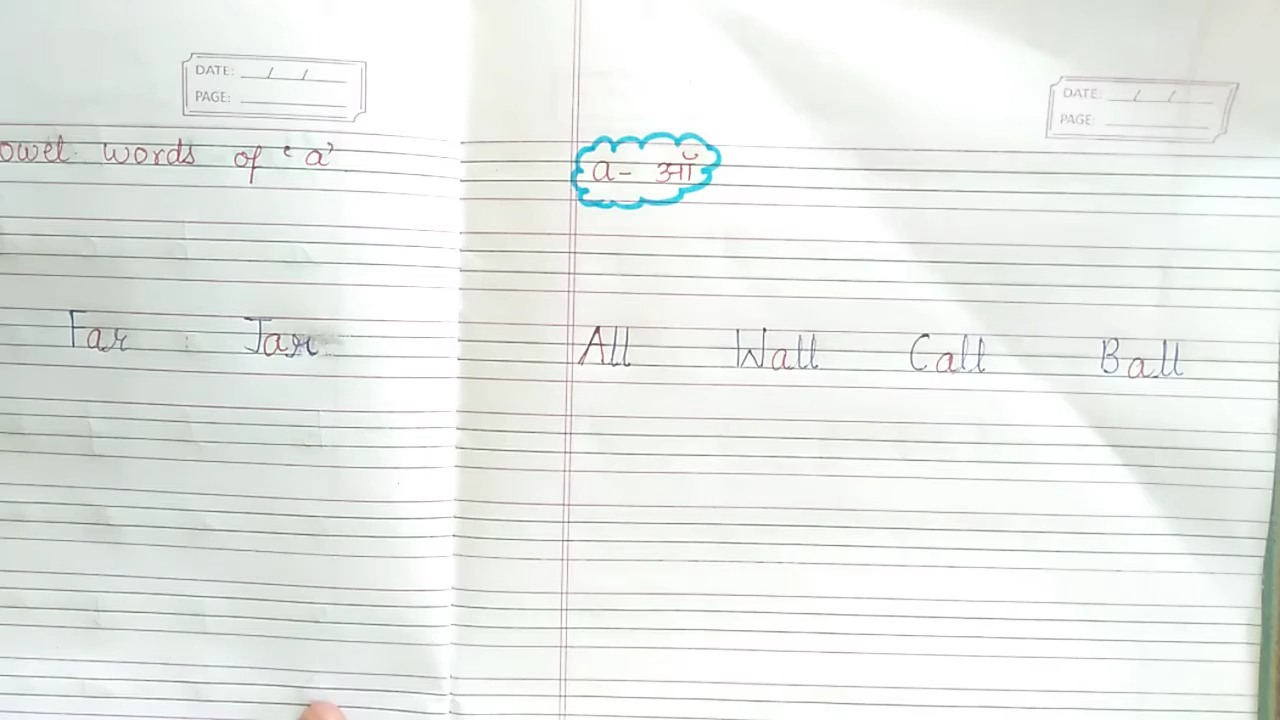 DATE: / /
PAGE:
owel words of 'a'
Far Jar
DATE: / /
PAGE:
a - ऑ
All Wall Call Ball